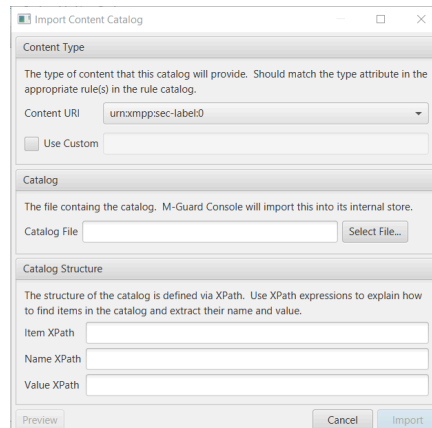 Import Content Catalog
Content Type
The type of content that this catalog will provide. Should match the type attribute in the
appropriate rule(s) in the rule catalog.
Content URI urn:xmpp:sec-label:0
Use Custom
Catalog
The file containg the catalog. M-Guard Console will import this into its internal store.
Catalog File Select File...
Catalog Structure
The structure of the catalog is defined via XPath. Use XPath expressions to explain how
to find items in the catalog and extract their name and value.
Item XPath
Name XPath
Value XPath
Preview Cancel Import